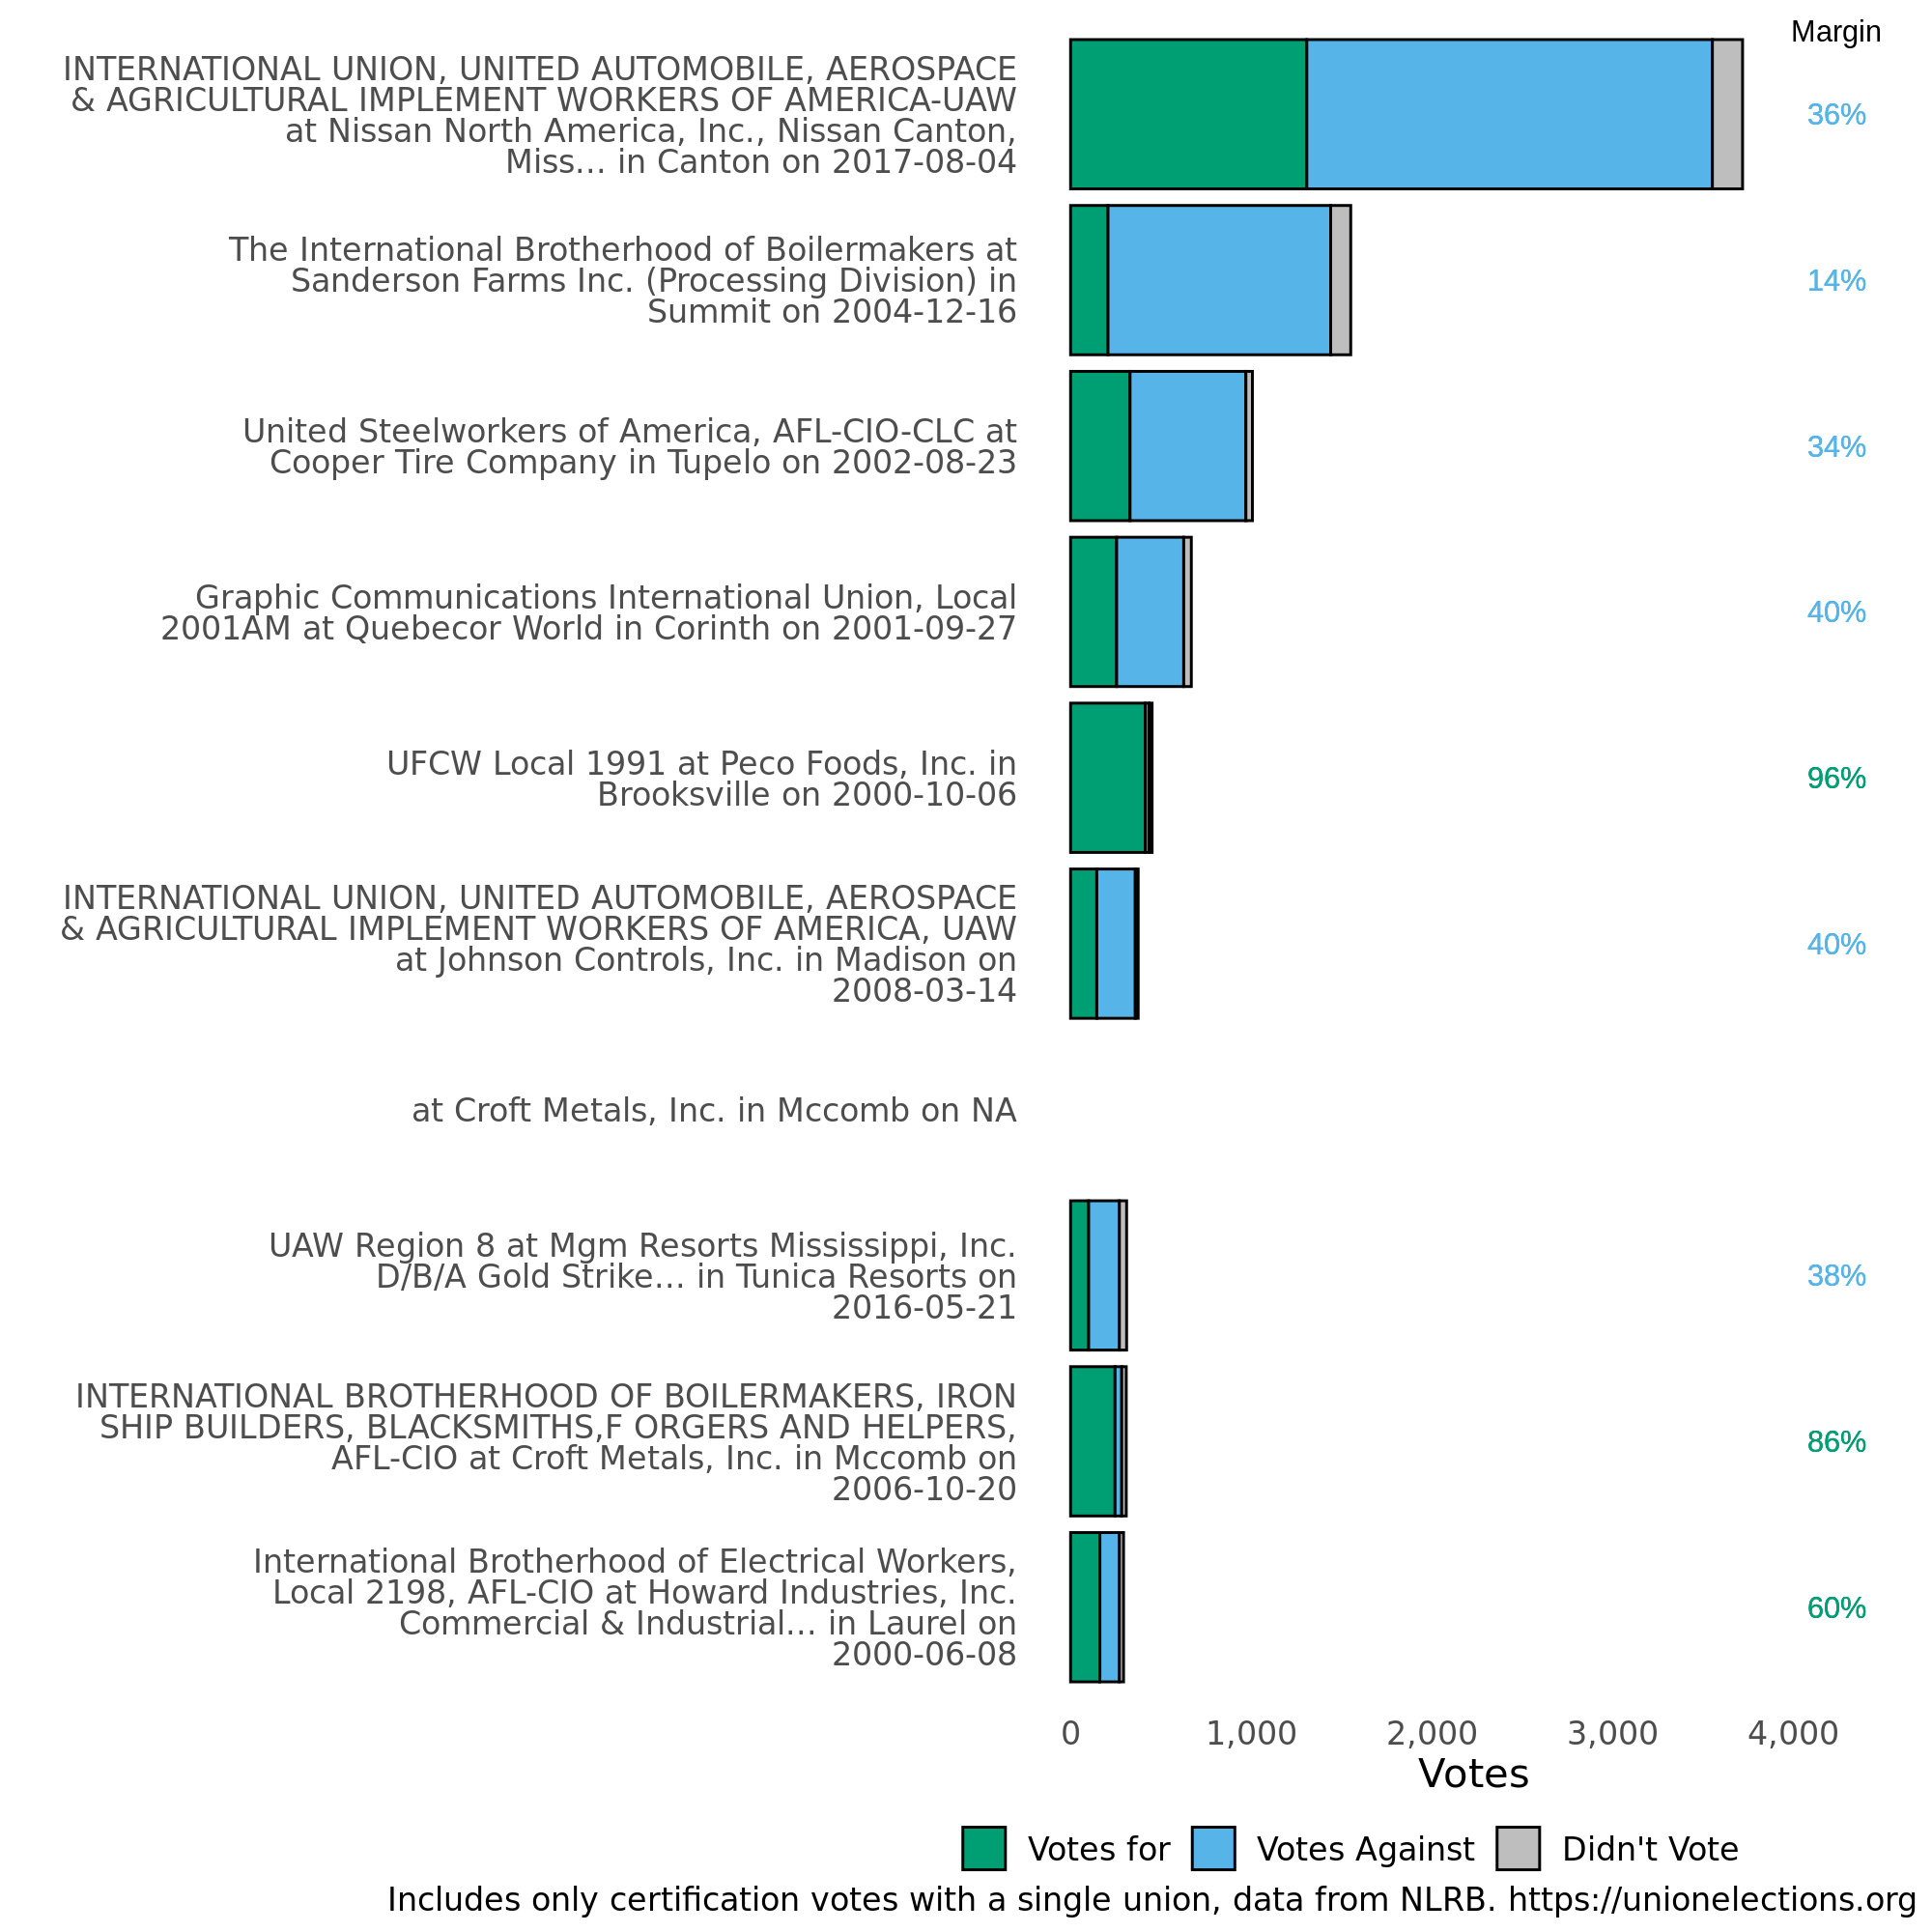 Margin
INTERNATIONAL UNION, UNITED AUTOMOBILE, AEROSPACE
& AGRICULTURAL IMPLEMENT WORKERS OF AMERICA-UAW
at Nissan North America, Inc., Nissan Canton,
Miss... in Canton on 2017-08-04
36%
The International Brotherhood of Boilermakers at
Sanderson Farms Inc. (Processing Division) in
Summit on 2004-12-16
14%
United Steelworkers of America, AFL-CIO-CLC at
Cooper Tire Company in Tupelo on 2002-08-23
34%
Graphic Communications International Union, Local
2001AM at Quebecor World in Corinth on 2001-09-27
40%
UFCW Local 1991 at Peco Foods, Inc. in
Brooksville on 2000-10-06
96%
INTERNATIONAL UNION, UNITED AUTOMOBILE, AEROSPACE
& AGRICULTURAL IMPLEMENT WORKERS OF AMERICA, UAW
at Johnson Controls, Inc. in Madison on
2008-03-14
40%
at Croft Metals, Inc. in Mccomb on NA
UAW Region 8 at Mgm Resorts Mississippi, Inc.
D/B/A Gold Strike... in Tunica Resorts on
2016-05-21
38%
INTERNATIONAL BROTHERHOOD OF BOILERMAKERS, IRON
SHIP BUILDERS, BLACKSMITHS,F ORGERS AND HELPERS,
AFL-CIO at Croft Metals, Inc. in Mccomb on
2006-10-20
86%
International Brotherhood of Electrical Workers,
Local 2198, AFL-CIO at Howard Industries, Inc.
Commercial & Industrial... in Laurel on
2000-06-08
60%
0 1,000 2,000 3,000 4,000
Votes
Votes for Votes Against Didn't Vote
Includes only certification votes with a single union, data from NLRB. https://unionelections.org